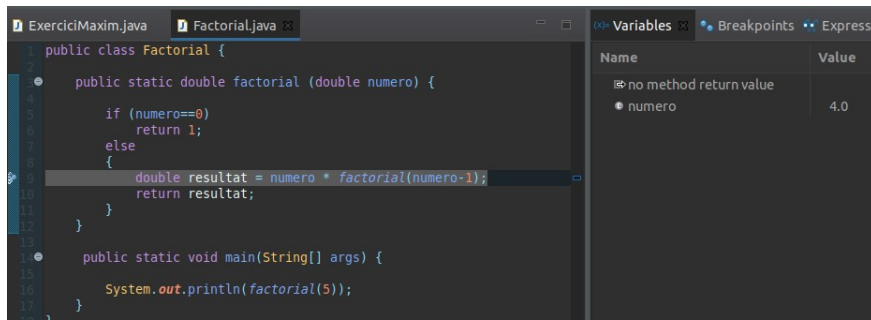 ExerciciMaxim.java Factorial.java
1 public class Factorial {
2
3 public static double factorial (double numero) {
4
5 if (numero==0)
6 return 1;
7 else
8 {
9 double resultat = numero * factorial(numero-1);
10 return resultat;
11 }
12 }
13
14 public static void main(String[] args) {
15
16 System.out.println(factorial(5));
17 }
(x)= Variables Breakpoints Express
Name Value
no method return value
numero 4.0